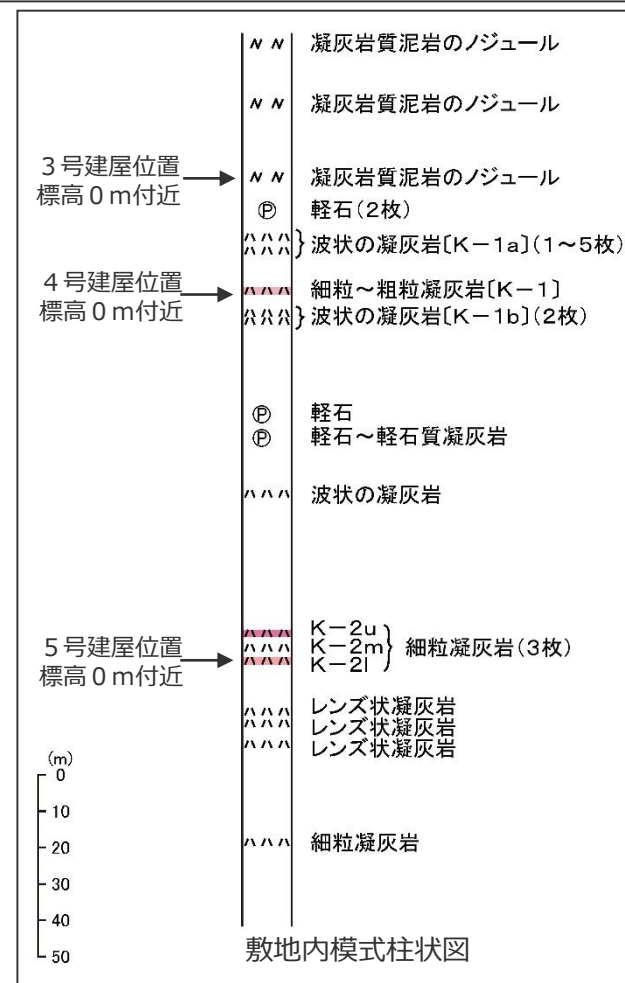 凝灰岩質泥岩のノジュール
凝灰岩質泥岩のノジュール
3号建屋位置
標高0m付近
凝灰岩質泥岩のノジュール
Ⓟ 軽石(2枚)
波状の凝灰岩〔K-1a〕(1~5枚)
4号建屋位置
標高0m付近
細粒~粗粒凝灰岩〔K-1〕
波状の凝灰岩〔K-1b〕(2枚)
Ⓟ 軽石
Ⓟ 軽石~軽石質凝灰岩
波状の凝灰岩
5号建屋位置
標高0m付近
K-2u
K-2m
K-2l
細粒凝灰岩(3枚)
レンズ状凝灰岩
レンズ状凝灰岩
レンズ状凝灰岩
細粒凝灰岩
(m)
0
10
20
30
40
50
敷地内模式柱状図